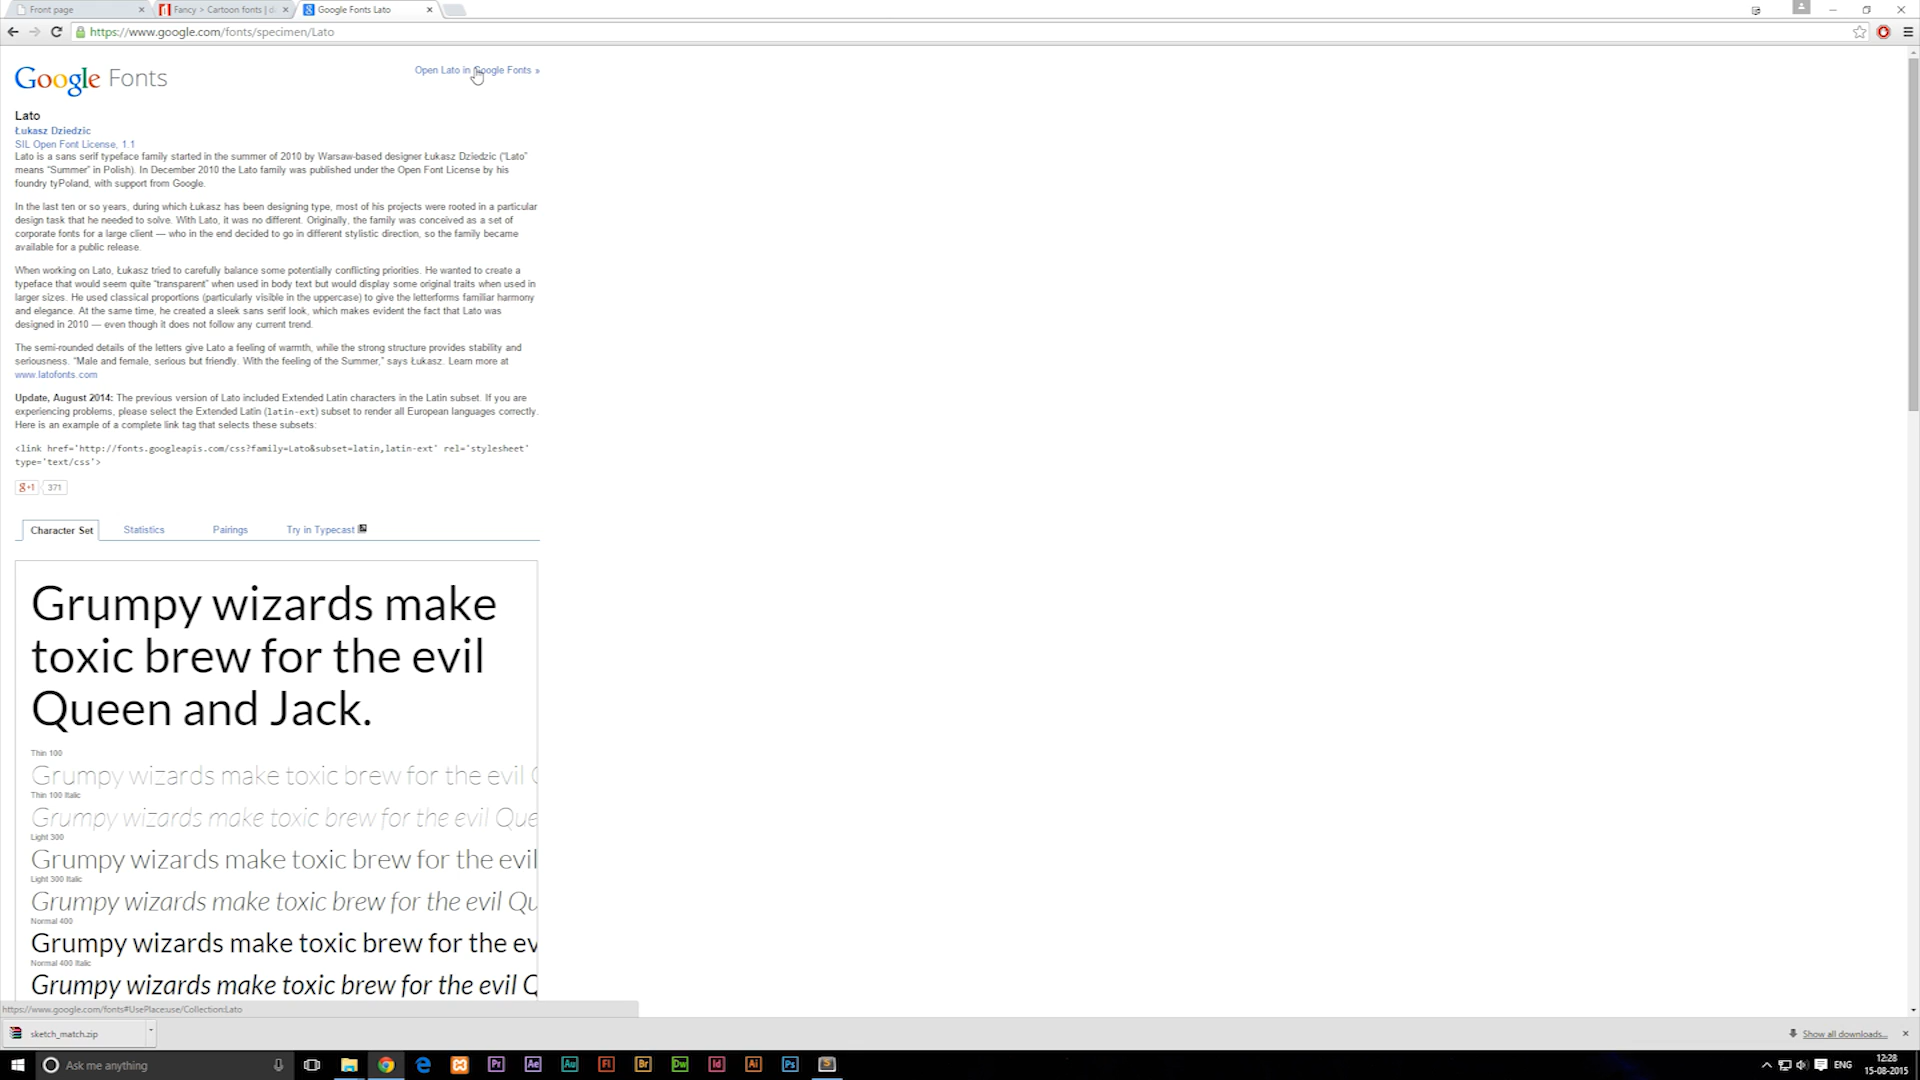 Front page
Fancy > Cartoon fonts | d
Google Fonts Lato
https://www.google.com/fonts/specimen/Lato
Google Fonts
Open Lato in Google Fonts »
Lato
Łukasz Dziedzic
SIL Open Font License, 1.1
Lato is a sans serif typeface family started in the summer of 2010 by Warsaw-based designer Łukasz Dziedzic (“Lato”
means “Summer” in Polish). In December 2010 the Lato family was published under the Open Font License by his
foundry tyPoland, with support from Google.
In the last ten or so years, during which Łukasz has been designing type, most of his projects were rooted in a particular
design task that he needed to solve. With Lato, it was no different. Originally, the family was conceived as a set of
corporate fonts for a large client — who in the end decided to go in different stylistic direction, so the family became
available for a public release.
When working on Lato, Łukasz tried to carefully balance some potentially conflicting priorities. He wanted to create a
typeface that would seem quite “transparent” when used in body text but would display some original traits when used in
larger sizes. He used classical proportions (particularly visible in the uppercase) to give the letterforms familiar harmony
and elegance. At the same time, he created a sleek sans serif look, which makes evident the fact that Lato was
designed in 2010 — even though it does not follow any current trend.
The semi-rounded details of the letters give Lato a feeling of warmth, while the strong structure provides stability and
seriousness. “Male and female, serious but friendly. With the feeling of the Summer,” says Łukasz. Learn more at
www.latofonts.com
Update, August 2014: The previous version of Lato included Extended Latin characters in the Latin subset. If you are
experiencing problems, please select the Extended Latin (latin-ext) subset to render all European languages correctly.
Here is an example of a complete link tag that selects these subsets:
<link href='http://fonts.googleapis.com/css?family=Lato&subset=latin,latin-ext' rel='stylesheet'
type='text/css'>
g+1 371
Character Set Statistics Pairings Try in Typecast
Grumpy wizards make
toxic brew for the evil
Queen and Jack.
Thin 100
Grumpy wizards make toxic brew for the evil
Thin 100 Italic
Grumpy wizards make toxic brew for the evil Que
Light 300
Grumpy wizards make toxic brew for the evil
Light 300 Italic
Grumpy wizards make toxic brew for the evil Qu
Normal 400
Grumpy wizards make toxic brew for the ev
Normal 400 Italic
Grumpy wizards make toxic brew for the evil Q
https://www.google.com/fonts#UsePlace:use/Collection:Lato
sketch_match.zip
Show all downloads...
Ask me anything
Pr Ae Au Fl Br Dw Id Ai Ps
ENG
12:28
15-08-2015